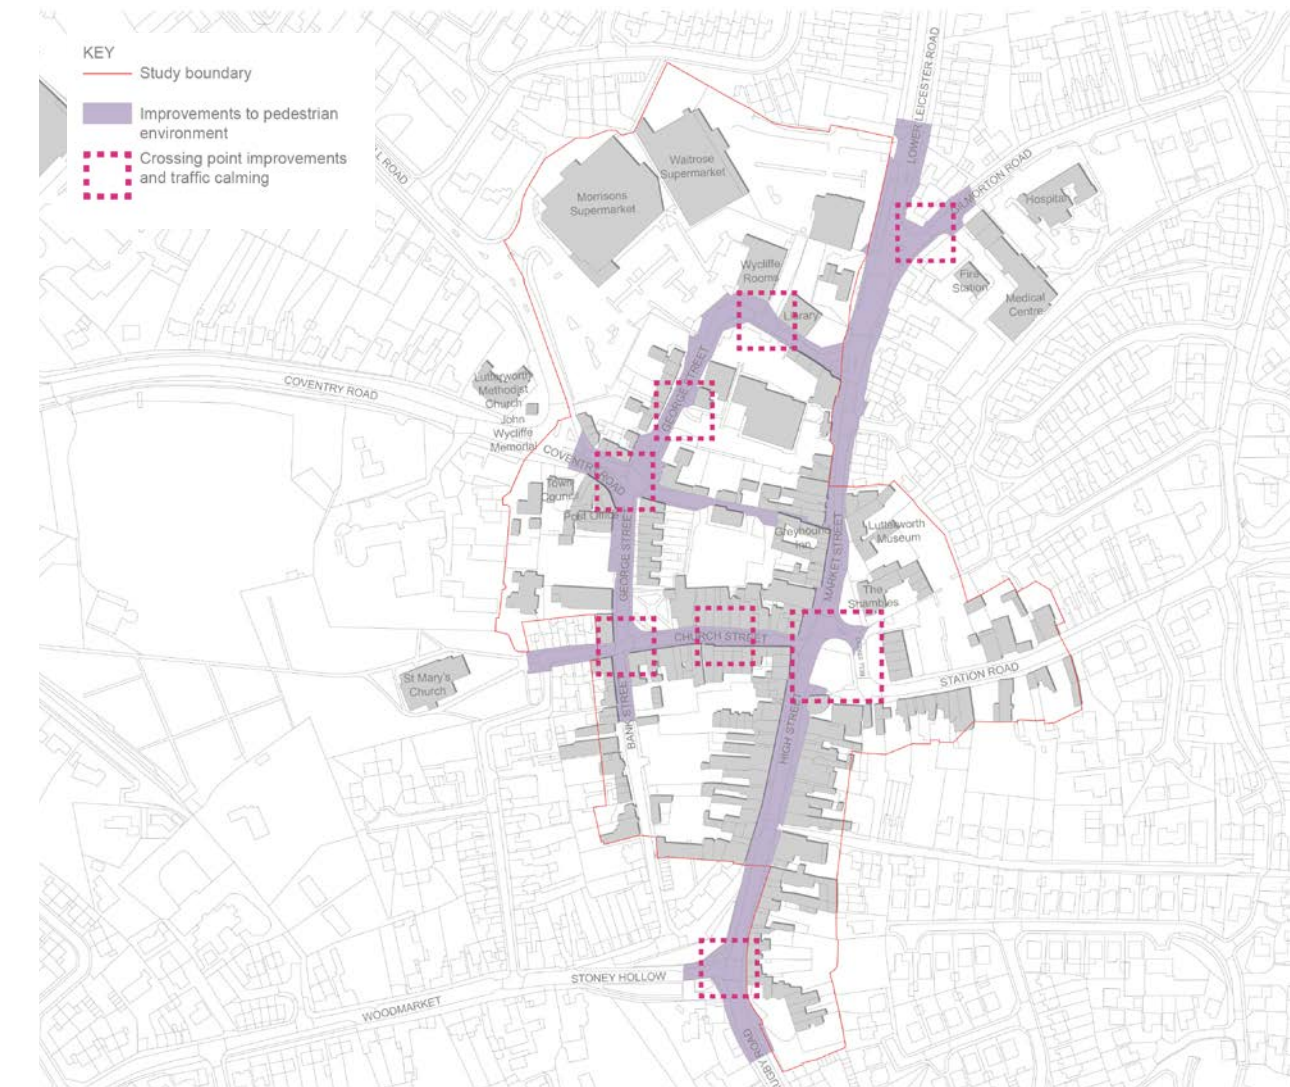 KEY
Study boundary
Improvements to pedestrian
environment
Crossing point improvements
and traffic calming
LOWER LEICESTER ROAD
ROAD
Waitrose
Supermarket
Morrisons
Supermarket
Hospital
Wycliffe
Rooms
Fire
Station
Medical
Centre
Library
GEORGE STREET
COVENTRY ROAD
Lutterworth
Methodist
Church
John
Wycliffe
Memorial
COVENTRY ROAD
Town
Council
Post Office
Greyhound
Inn
Lutterworth
Museum
MARKET STREET
GEORGE STREET
The
Shambles
CHURCH STREET
St Mary's
Church
STATION ROAD
BANK STREET
HIGH STREET
STONEY HOLLOW
WOODMARKET
ROAD